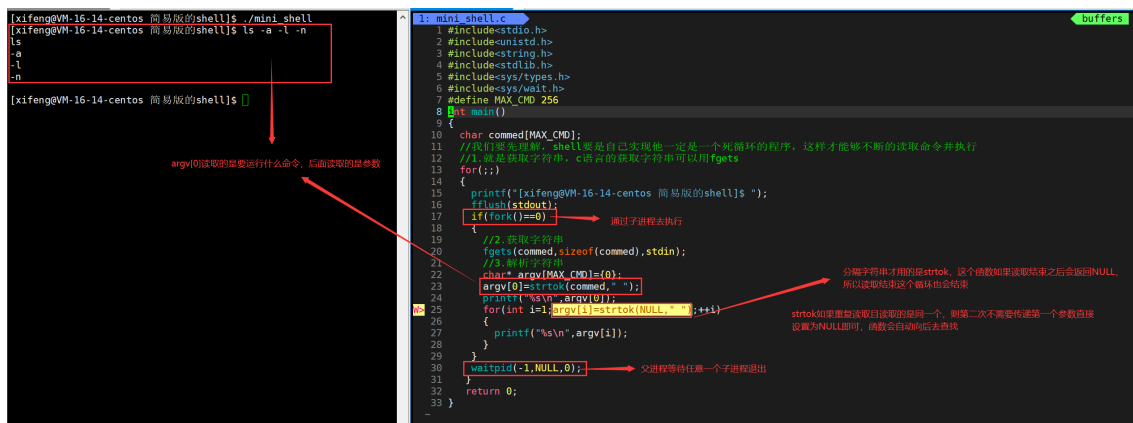 [xifeng@VM-16-14-centos 简易版的shell]$ ./mini_shell
[xifeng@VM-16-14-centos 简易版的shell]$ ls -a -l -n
ls
-a
-l
-n
[xifeng@VM-16-14-centos 简易版的shell]$
argv[0]读取的是要运行什么命令，后面读取的是参数
1: mini_shell.c
buffers
1 #include<stdio.h>
2 #include<unistd.h>
3 #include<string.h>
4 #include<stdlib.h>
5 #include<sys/types.h>
6 #include<sys/wait.h>
7 #define MAX_CMD 256
8 int main()
9 {
10 char commed[MAX_CMD];
11 //我们要先理解，shell要是自己实现他一定是一个死循环的程序，这样才能够不断的读取命令并执行
12 //1.就是获取字符串，c语言的获取字符串可以用fgets
13 for(;;)
14 {
15 printf("[xifeng@VM-16-14-centos 简易版的shell]$ ");
16 fflush(stdout);
17 if(fork()==0)
通过子进程去执行
18 {
19 //2.获取字符串
20 fgets(commed,sizeof(commed),stdin);
21 //3.解析字符串
22 char* argv[MAX_CMD]={0};
23 argv[0]=strtok(commed," ");
24 printf("%s\n",argv[0]);
W> 25 for(int i=1;argv[i]=strtok(NULL," ");++i)
26 {
27 printf("%s\n",argv[i]);
28 }
29 }
30 waitpid(-1,NULL,0);
父进程等待任意一个子进程退出
31 }
32 return 0;
33 }
~
分隔字符串才用的是strtok，这个函数如果读取结束之后会返回NULL，
所以读取结束这个循环也会结束
strtok如果重复读取且读取的是同一个，则第二次不需要传递第一个参数直接
设置为NULL即可，函数会自动向后去查找